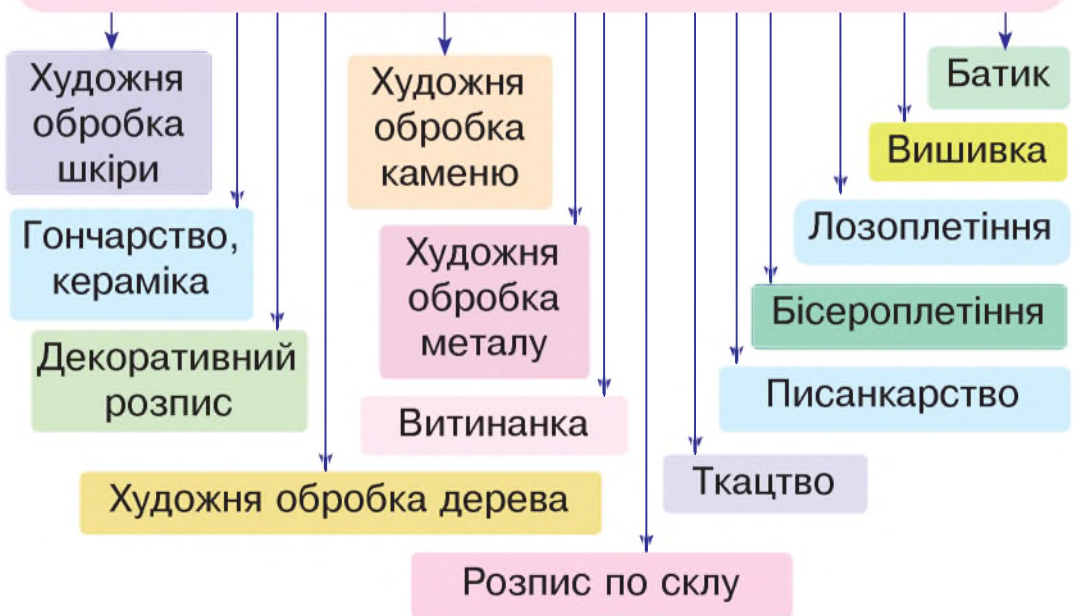 Художня
обробка
шкіри
Гончарство,
кераміка
Декоративний
розпис
Художня обробка дерева
Художня
обробка
каменю
Художня
обробка
металу
Витинанка
Розпис по склу
Батик
Вишивка
Лозоплетіння
Бісероплетіння
Писанкарство
Ткацтво